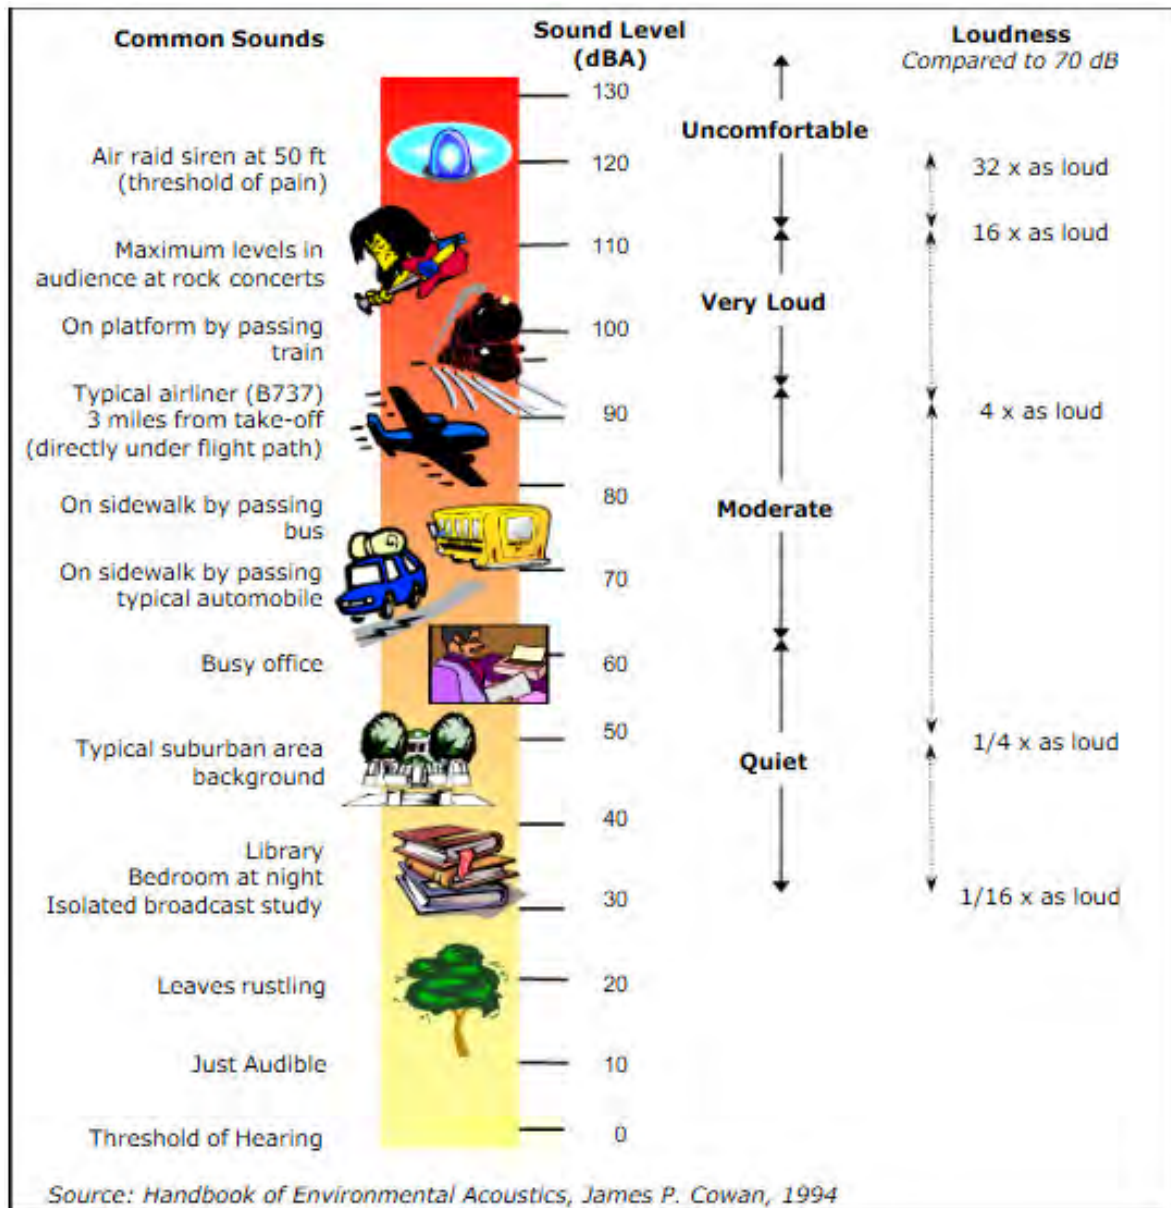 Common Sounds
Sound Level
(dBA)
Loudness
Compared to 70 dB
130
Uncomfortable
Air raid siren at 50 ft
(threshold of pain)
120
32 x as loud
16 x as loud
Maximum levels in
audience at rock concerts
110
Very Loud
On platform by passing
train
100
Typical airliner (B737)
3 miles from take-off
(directly under flight path)
90
4 x as loud
On sidewalk by passing
bus
80
Moderate
On sidewalk by passing
typical automobile
70
Busy office
60
Typical suburban area
background
50
1/4 x as loud
Quiet
40
Library
Bedroom at night
Isolated broadcast study
30
1/16 x as loud
Leaves rustling
20
Just Audible
10
Threshold of Hearing
0
Source: Handbook of Environmental Acoustics, James P. Cowan, 1994